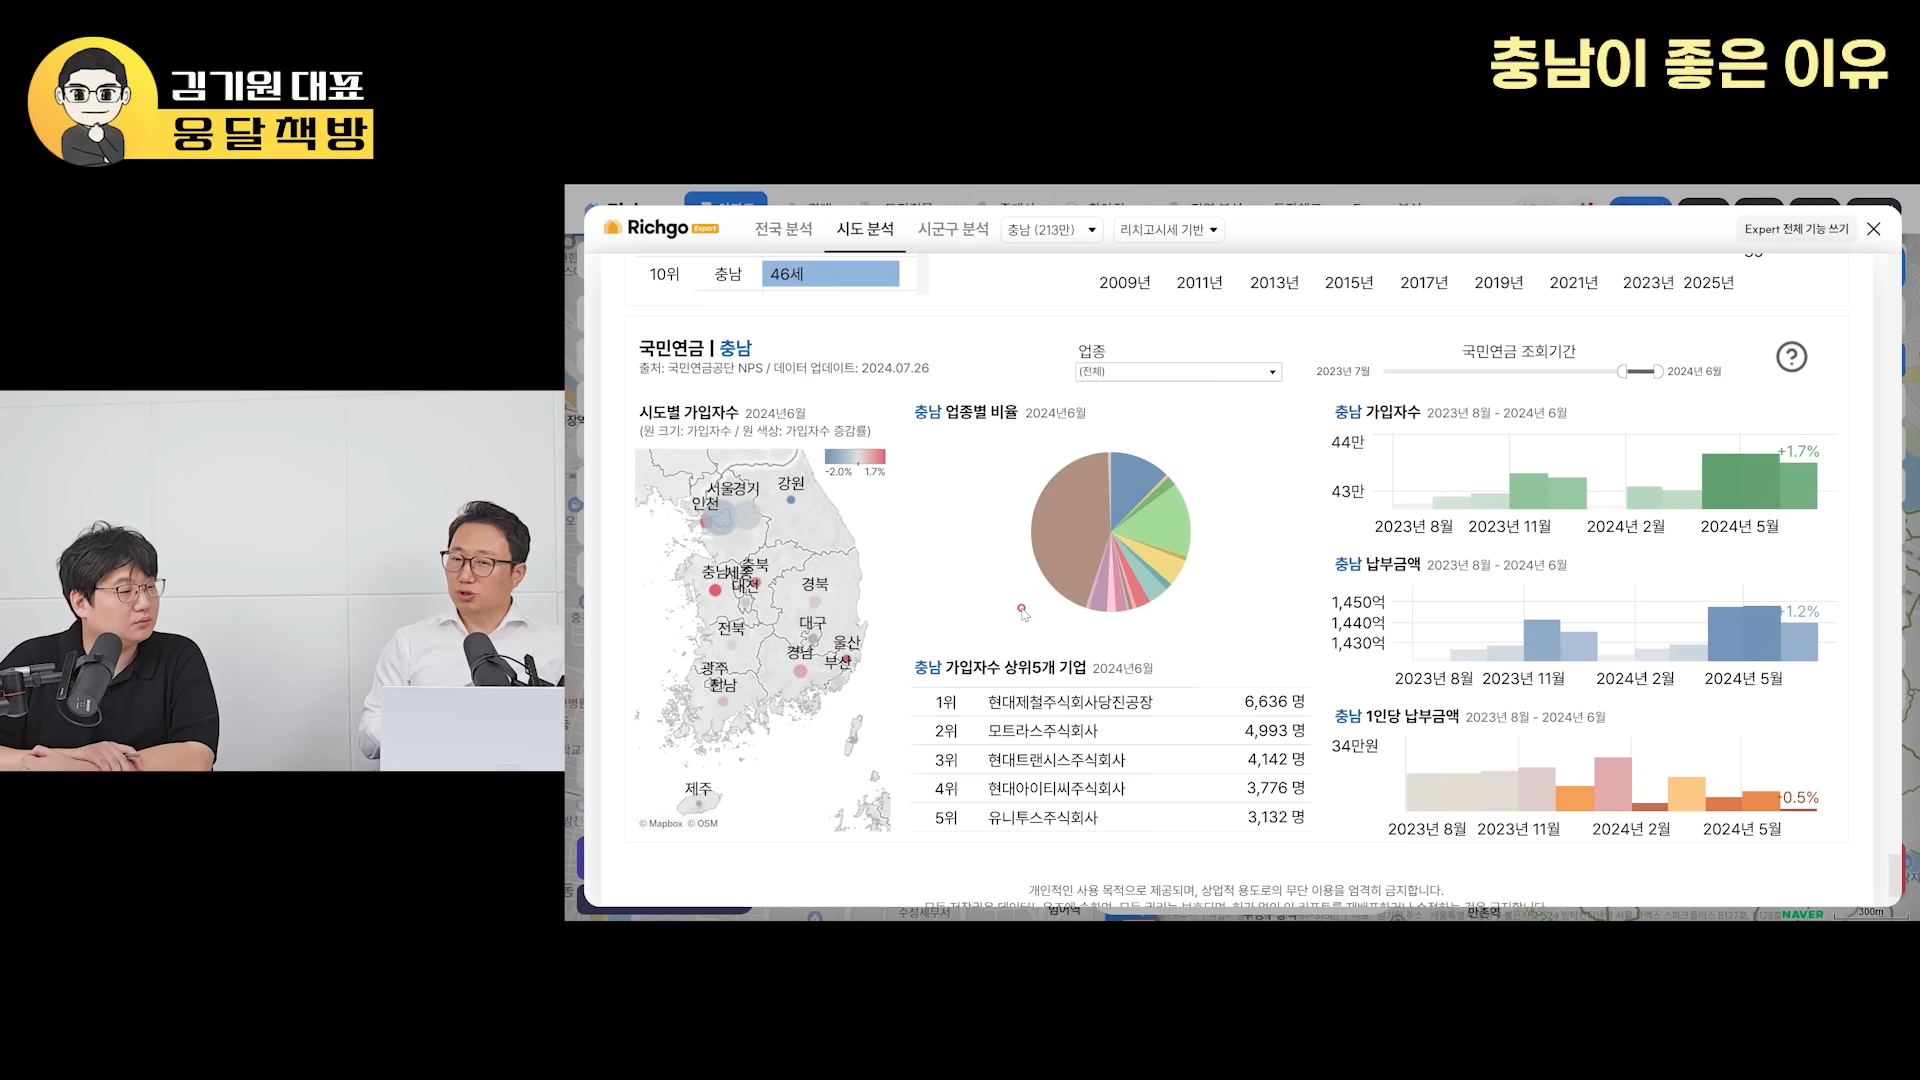 김기원 대표
웅달책방
충남이 좋은 이유
Richgo Expert
전국 분석
시도 분석
시군구 분석
충남 (213만)
리치고시세 기반
Expert 전체 기능 쓰기
10위 충남 46세
2009년 2011년 2013년 2015년 2017년 2019년 2021년 2023년 2025년
국민연금 | 충남
출처: 국민연금공단 NPS / 데이터 업데이트: 2024.07.26
업종
(전체)
국민연금 조회기간
2023년 7월
2024년 6월
?
시도별 가입자수 2024년6월
(원 크기: 가입자수 / 원 색상: 가입자수 증감률)
-2.0% 1.7%
서울 경기 강원
인천
충남 세종 충북
대전 경북
전북 대구
울산
경남 부산
광주
전남
제주
© Mapbox © OSM
충남 업종별 비율 2024년6월
충남 가입자수 상위5개 기업 2024년6월
1위 현대제철주식회사당진공장 6,636 명
2위 모트라스주식회사 4,993 명
3위 현대트랜시스주식회사 4,142 명
4위 현대아이티씨주식회사 3,776 명
5위 유니투스주식회사 3,132 명
충남 가입자수 2023년 8월 - 2024년 6월
44만
+1.7%
43만
2023년 8월 2023년 11월 2024년 2월 2024년 5월
충남 납부금액 2023년 8월 - 2024년 6월
1,450억
1,440억
1,430억
-1.2%
2023년 8월 2023년 11월 2024년 2월 2024년 5월
충남 1인당 납부금액 2023년 8월 - 2024년 6월
34만원
-0.5%
2023년 8월 2023년 11월 2024년 2월 2024년 5월
개인적인 사용 목적으로 제공되며, 상업적 용도로의 무단 이용을 엄격히 금지합니다.
수성세무서
만촌역
NAVER
300m